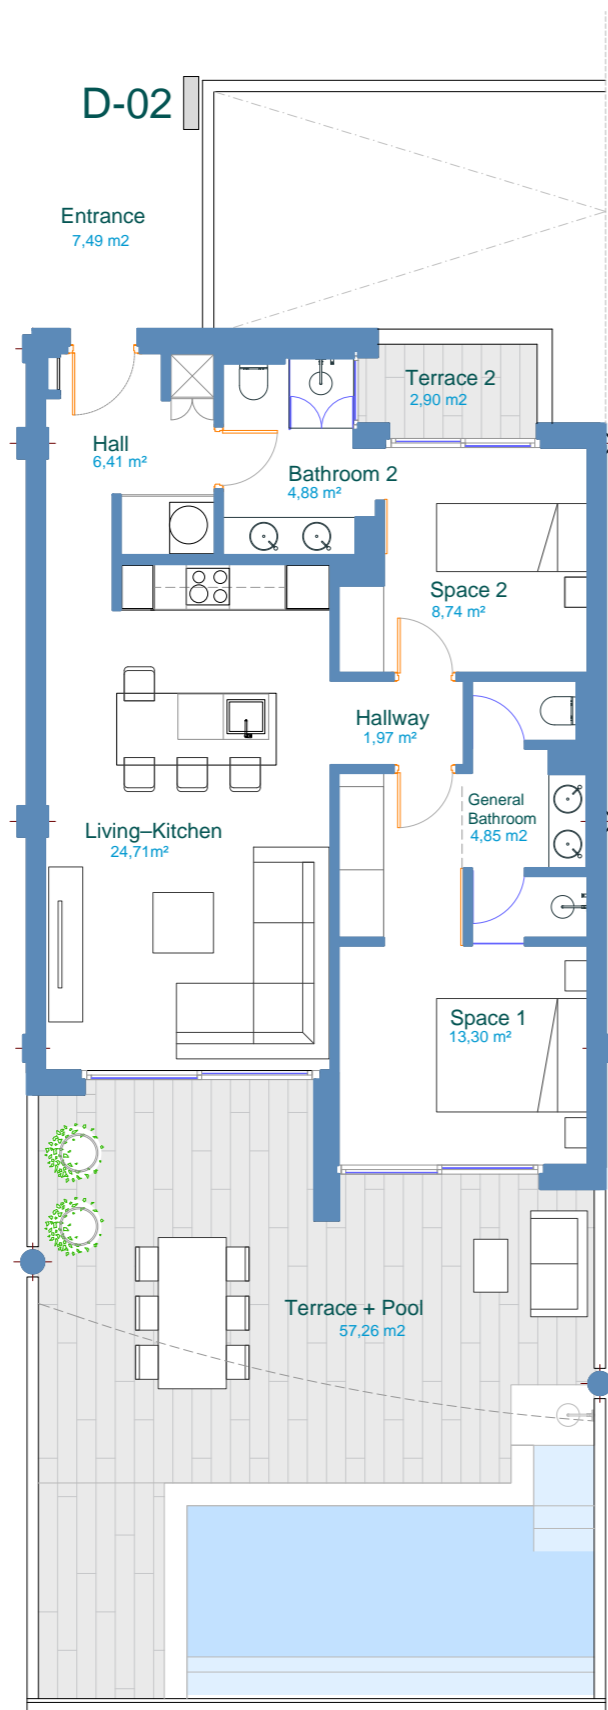 D-02
Entrance
7,49 m2
Terrace 2
2,90 m2
Hall
6,41 m²
Bathroom 2
4,88 m²
Space 2
8,74 m²
Hallway
1,97 m²
General
Bathroom
4,85 m2
Living–Kitchen
24,71m²
Space 1
13,30 m²
Terrace + Pool
57,26 m2